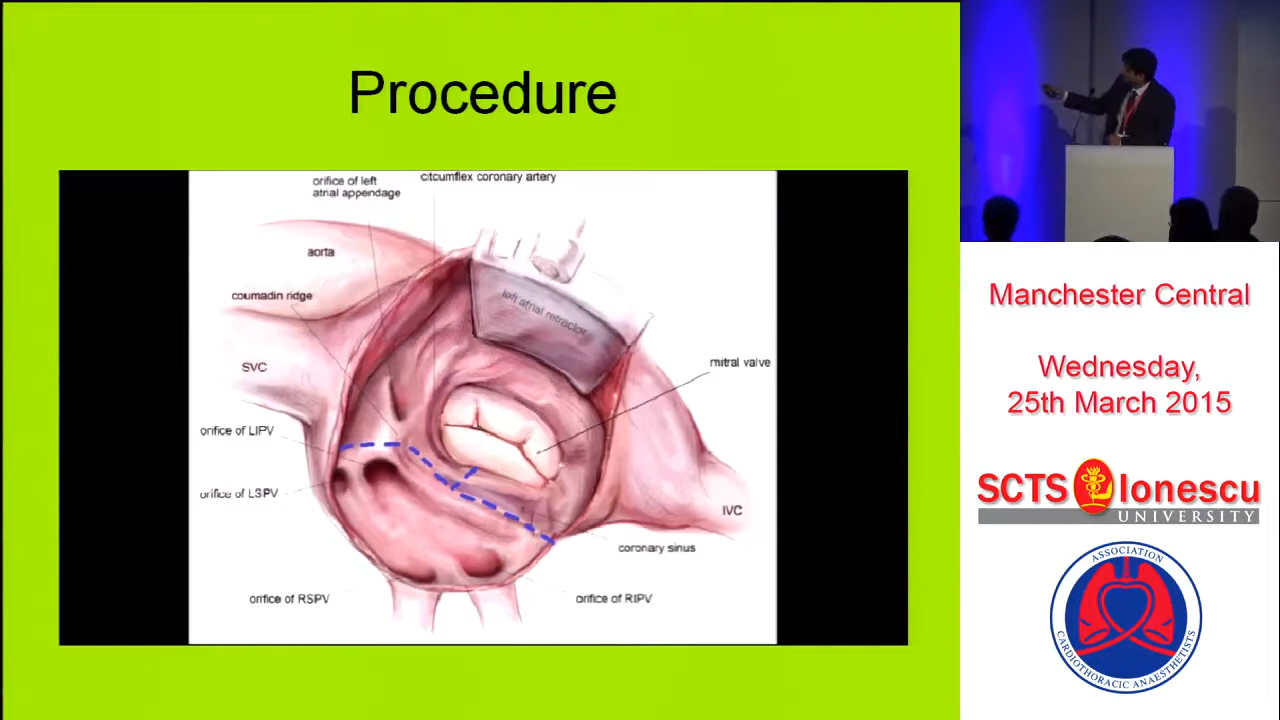 Procedure
orifice of left
atrial appendage
citcumflex coronary artery
aorta
coumadin ridge
left atrial retractor
SVC
mitral valve
orifice of LIPV
orifice of LSPV
IVC
coronary sinus
orifice of RSPV
orifice of RIPV
Manchester Central
Wednesday,
25th March 2015
SCTS Ionescu
UNIVERSITY
ASSOCIATION
CARDIOTHORACIC ANAESTHETISTS